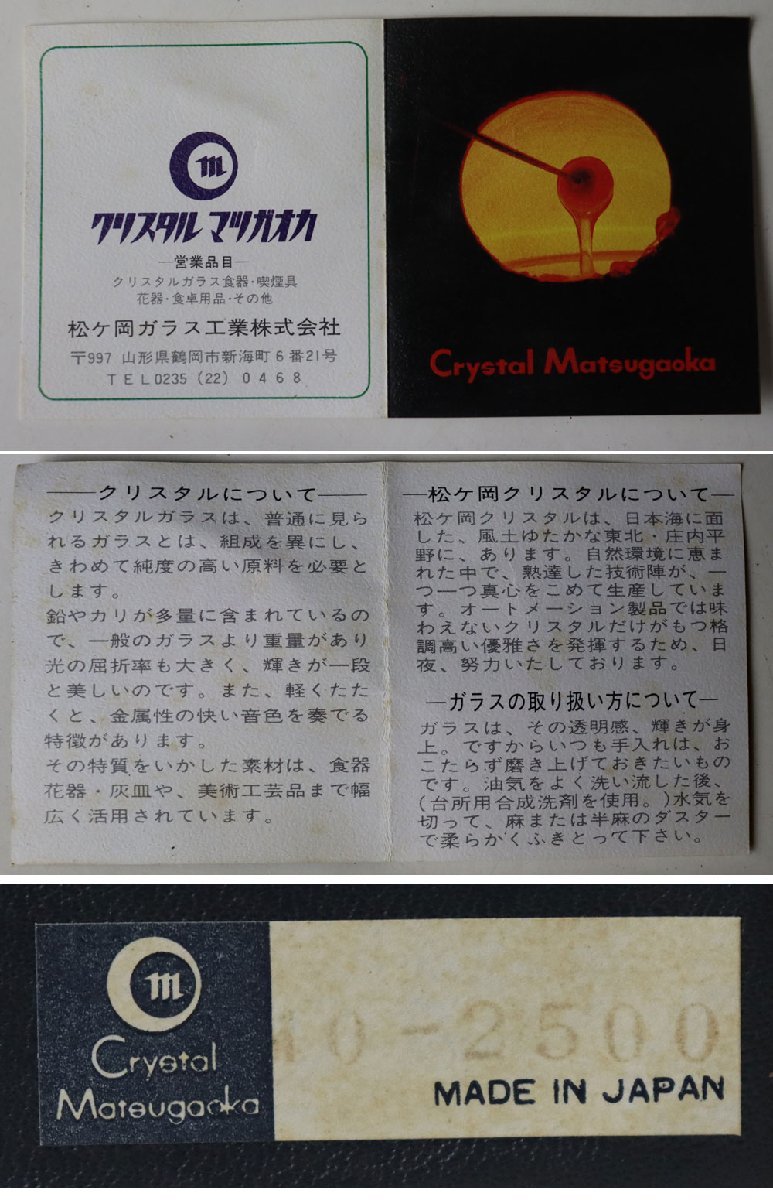 m
クリスタル マツガオカ
―営業品目―
クリスタルガラス食器・喫煙具
花器・食卓用品・その他
松ケ岡ガラス工業株式会社
〒997 山形県鶴岡市新海町6番21号
TEL0235 (22) 0468
Crystal Matsugaoka
――クリスタルについて――
クリスタルガラスは、普通に見ら
れるガラスとは、組成を異にし、
きわめて純度の高い原料を必要と
します。
鉛やカリが多量に含まれているの
で、一般のガラスより重量があり
光の屈折率も大きく、輝きが一段
と美しいのです。また、軽くたた
くと、金属性の快い音色を奏でる
特徴があります。
その特質をいかした素材は、食器
花器・灰皿や、美術工芸品まで幅
広く活用されています。
―松ケ岡クリスタルについて―
松ケ岡クリスタルは、日本海に面
した、風土ゆたかな東北・庄内平
野に、あります。自然環境に恵ま
れた中で、熟達した技術陣が、一
つ一つ真心をこめて生産していま
す。オートメーション製品では味
わえないクリスタルだけがもつ格
調高い優雅さを発揮するため、日
夜、努力いたしております。
―ガラスの取り扱い方について―
ガラスは、その透明感、輝きが身
上。ですからいつも手入れは、お
こたらず磨き上げておきたいもの
です。油気をよく洗い流した後、
(台所用合成洗剤を使用。)水気を
切って、麻または半麻のダスター
で柔らかくふきとって下さい。
m
Crystal
Matsugaoka
40-2500
MADE IN JAPAN